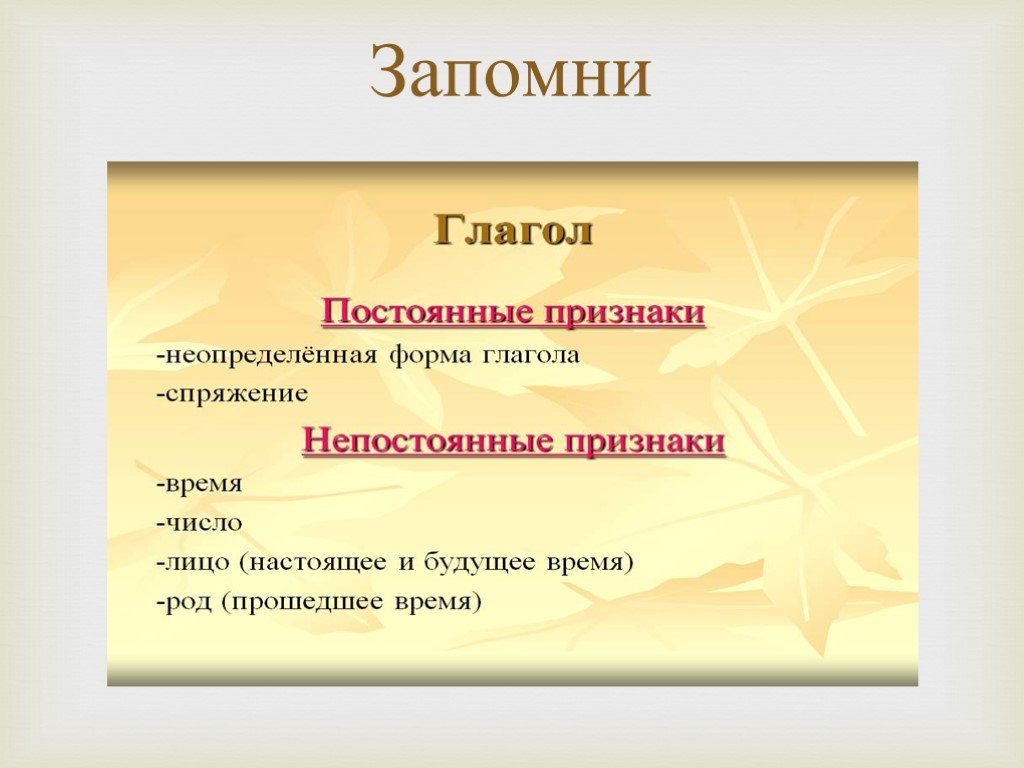 Запомни
Глагол
Постоянные признаки
-неопределённая форма глагола
-спряжение
Непостоянные признаки
-время
-число
-лицо (настоящее и будущее время)
-род (прошедшее время)